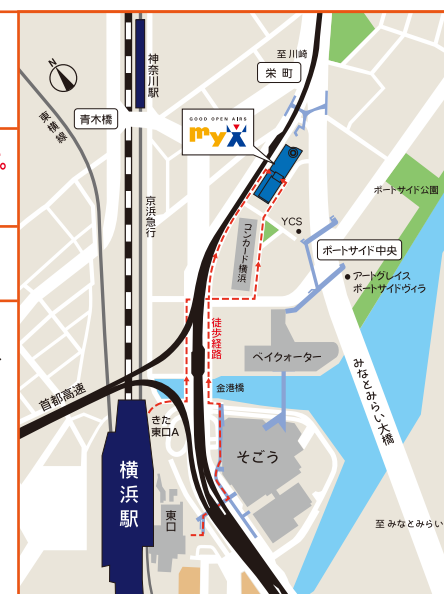 至 川崎
栄 町
神奈川駅
N
青木橋
東横線
GOOD OPEN AIRS
myX
。
ポートサイド公園
京浜急行
コンカード横浜
YCS
ポートサイド中央
アートグレイス
ポートサイドヴィラ
徒歩経路
ベイクォーター
みなとみらい大橋
首都高速
金港橋
きた
東口A
そごう
横浜駅
東口
至 みなとみらい